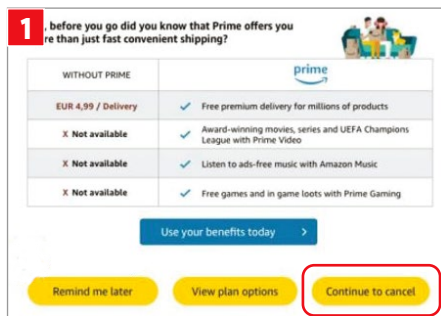 1
, before you go did you know that Prime offers you
re than just fast convenient shipping?
WITHOUT PRIME
prime
EUR 4,99 / Delivery
✓ Free premium delivery for millions of products
X Not available
✓ Award-winning movies, series and UEFA Champions
League with Prime Video
X Not available
✓ Listen to ads-free music with Amazon Music
X Not available
✓ Free games and in game loots with Prime Gaming
Use your benefits today >
Remind me later
View plan options
Continue to cancel